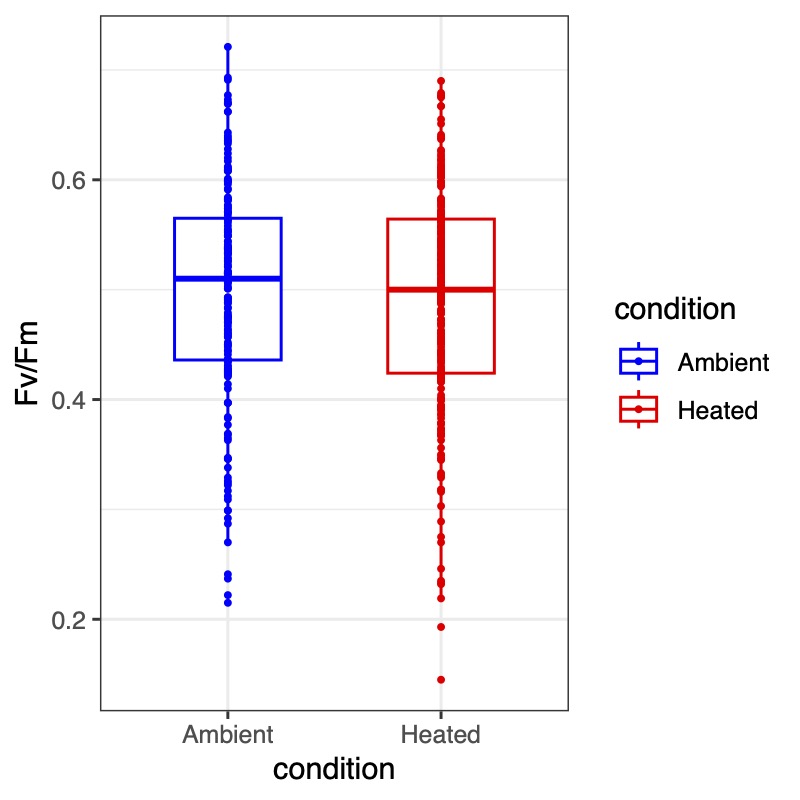 Fv/Fm
0.6
0.4
0.2
Ambient Heated
condition
condition
Ambient
Heated